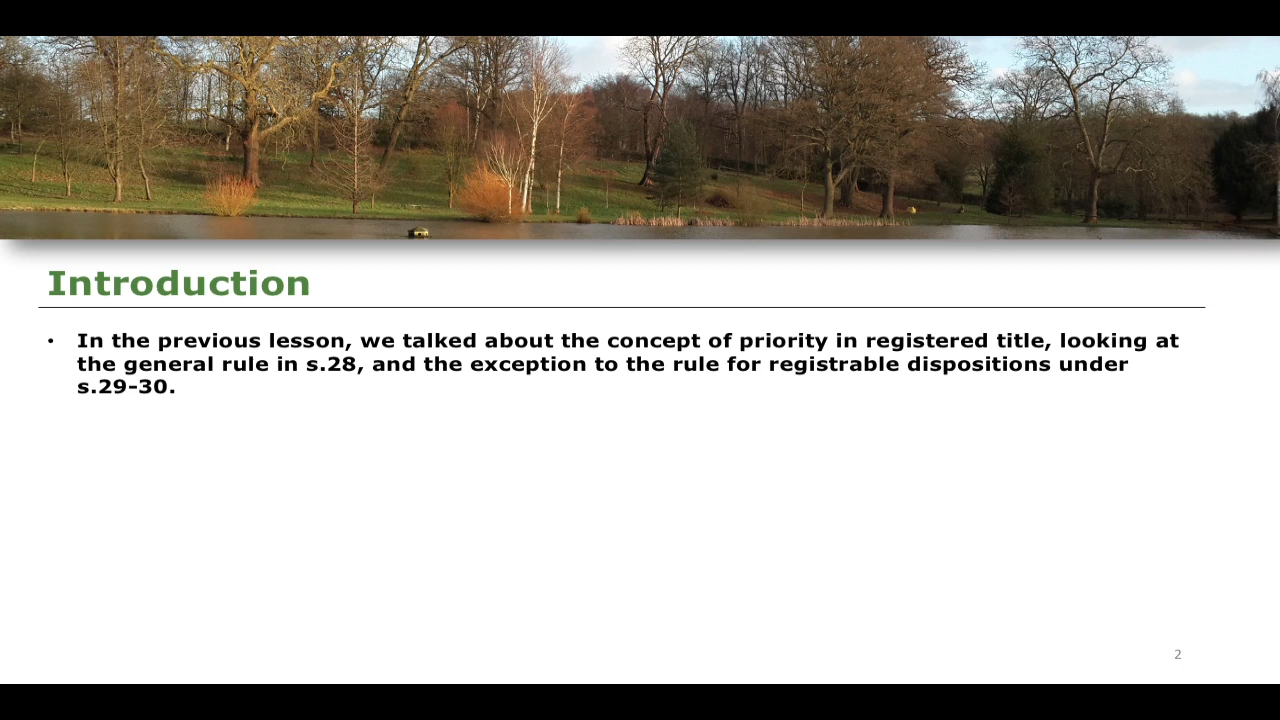 Introduction
• In the previous lesson, we talked about the concept of priority in registered title, looking at
the general rule in s.28, and the exception to the rule for registrable dispositions under
s.29-30.
2